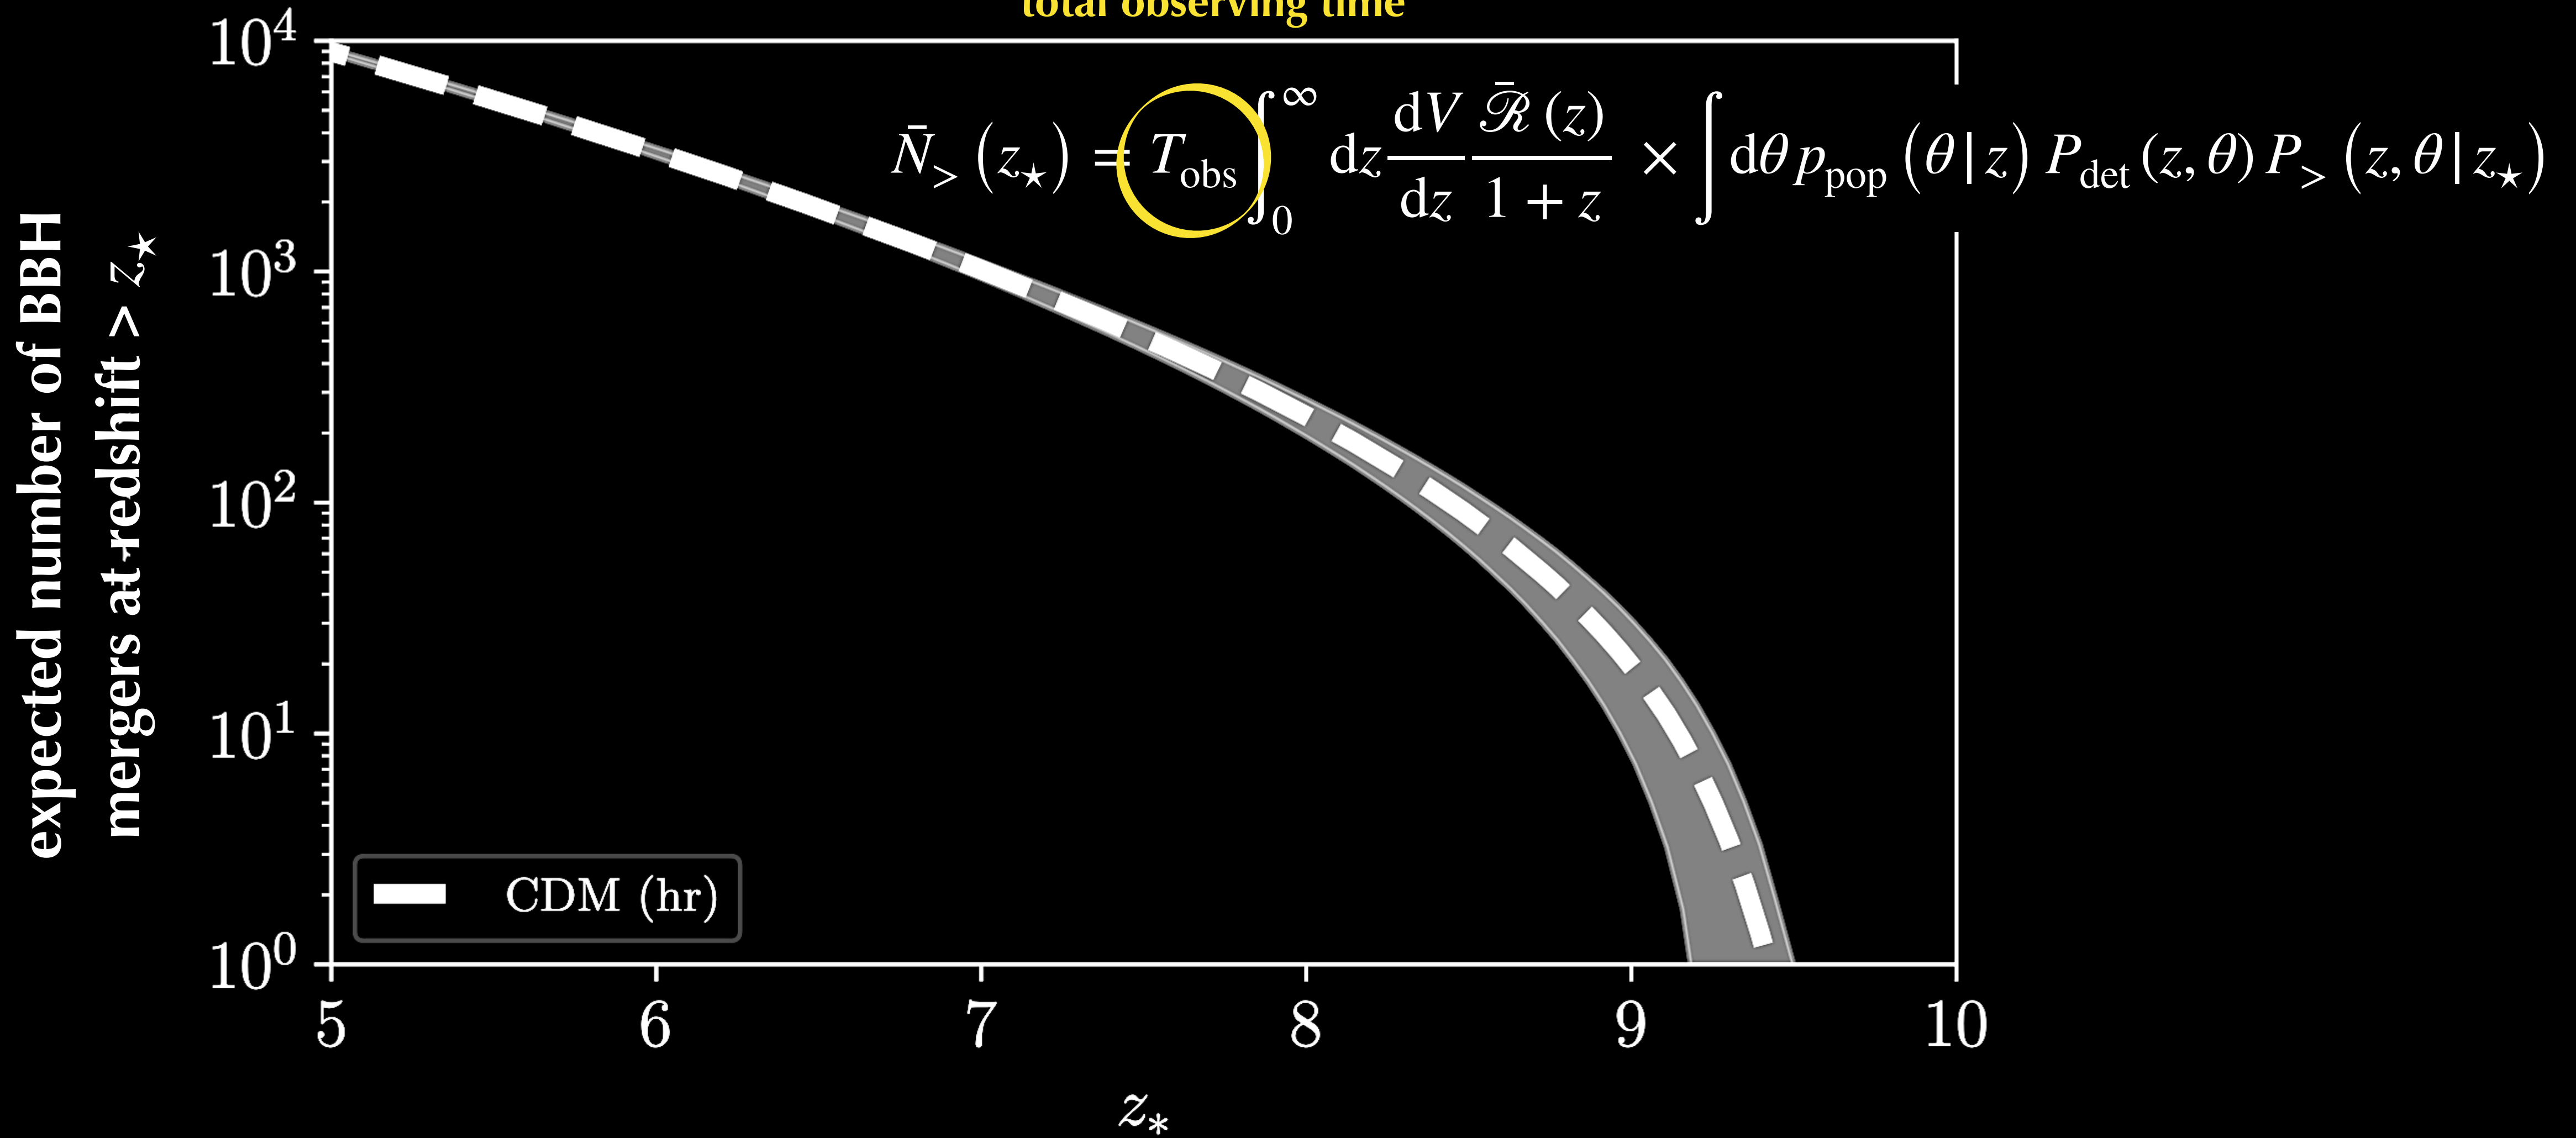 total observing time
N̄_> (z_⋆) = T_obs ∫_0^∞ dz dV/dz ℛ̄(z)/(1 + z) × ∫ dθ p_pop (θ | z) P_det (z, θ) P_> (z, θ | z_⋆)
expected number of BBH
mergers at redshift > z_⋆
10^4
10^3
10^2
10^1
10^0
CDM (hr)
5 6 7 8 9 10
z_*